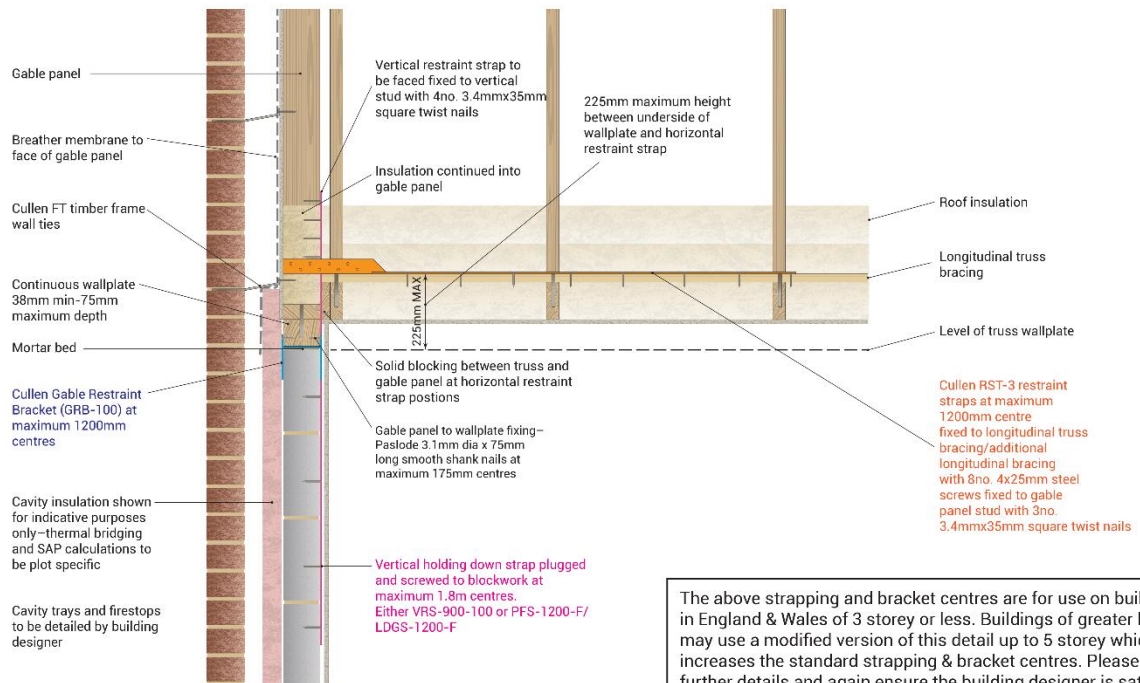 Gable panel
Breather membrane to
face of gable panel
Cullen FT timber frame
wall ties
Continuous wallplate
38mm min-75mm
maximum depth
Mortar bed
Cullen Gable Restraint
Bracket (GRB-100) at
maximum 1200mm
centres
Cavity insulation shown
for indicative purposes
only–thermal bridging
and SAP calculations to
be plot specific
Cavity trays and firestops
to be detailed by building
designer
Vertical restraint strap to
be faced fixed to vertical
stud with 4no. 3.4mmx35mm
square twist nails
Insulation continued into
gable panel
225mm maximum height
between underside of
wallplate and horizontal
restraint strap
225mm MAX
Solid blocking between truss and
gable panel at horizontal restraint
strap postions
Gable panel to wallplate fixing–
Paslode 3.1mm dia x 75mm
long smooth shank nails at
maximum 175mm centres
Vertical holding down strap plugged
and screwed to blockwork at
maximum 1.8m centres.
Either VRS-900-100 or PFS-1200-F/
LDGS-1200-F
Roof insulation
Longitudinal truss
bracing
Level of truss wallplate
Cullen RST-3 restraint
straps at maximum
1200mm centre
fixed to longitudinal truss
bracing/additional
longitudinal bracing
with 8no. 4x25mm steel
screws fixed to gable
panel stud with 3no.
3.4mmx35mm square twist nails
The above strapping and bracket centres are for use on buil
in England & Wales of 3 storey or less. Buildings of greater
may use a modified version of this detail up to 5 storey whic
increases the standard strapping & bracket centres. Please
further details and again ensure the building designer is sat